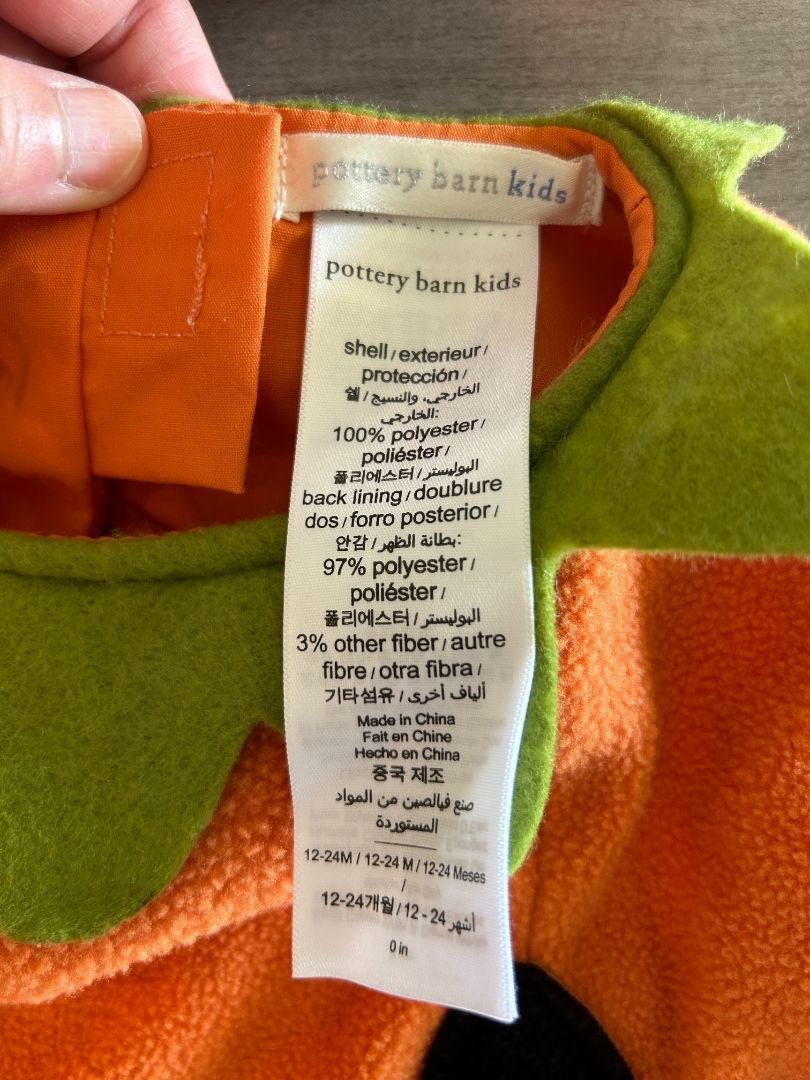 pottery barn kids
pottery barn kids
shell / exterieur /
protección /
쉘 / الخارجي، والنسيج
الخارجي:
100% polyester /
poliéster /
폴리에스터 / البوليستر
back lining / doublure
dos / forro posterior /
안감 / بطانة الظهر:
97% polyester /
poliéster /
폴리에스터 / البوليستر
3% other fiber / autre
fibre / otra fibra /
기타섬유 / ألياف أخرى
Made in China
Fait en Chine
Hecho en China
중국 제조
صنع فيالصين من المواد
المستوردة
12-24M / 12-24 M / 12-24 Meses
/
12-24개월 / 12 - 24 أشهر
0 in